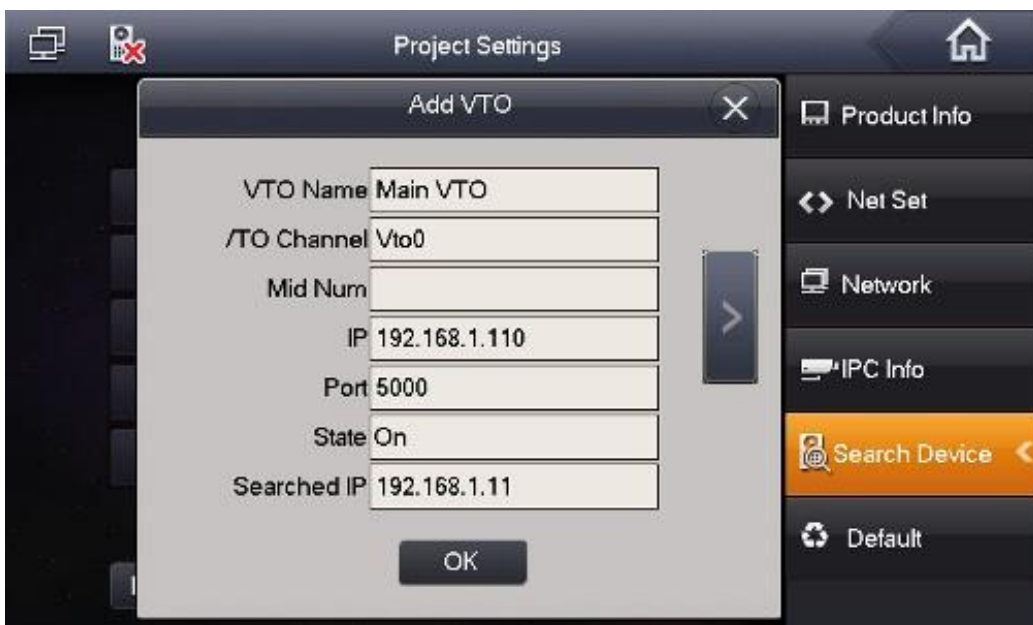 Project Settings
Add VTO
VTO Name Main VTO
/TO Channel Vto0
Mid Num
IP 192.168.1.110
Port 5000
State On
Searched IP 192.168.1.11
OK
Product Info
Net Set
Network
IPC Info
Search Device
Default